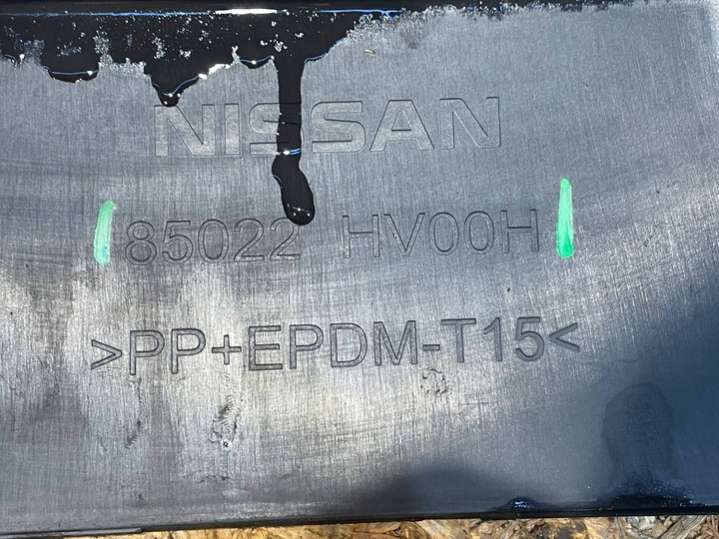 NISSAN
85022 HV00H
>PP+EPDM-T15<